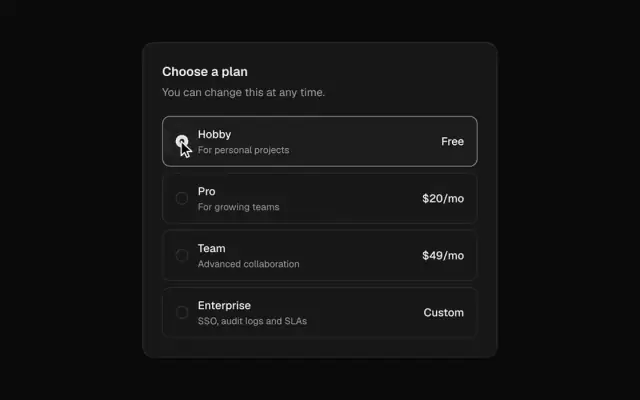 Choose a plan
You can change this at any time.
Hobby
For personal projects
Free
Pro
For growing teams
$20/mo
Team
Advanced collaboration
$49/mo
Enterprise
SSO, audit logs and SLAs
Custom